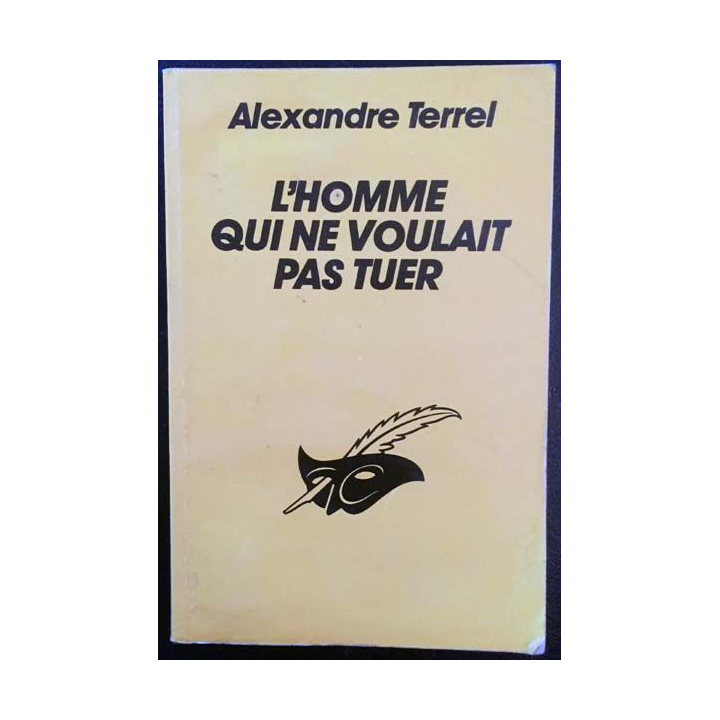 Alexandre Terrel
L'HOMME
QUI NE VOULAIT
PAS TUER